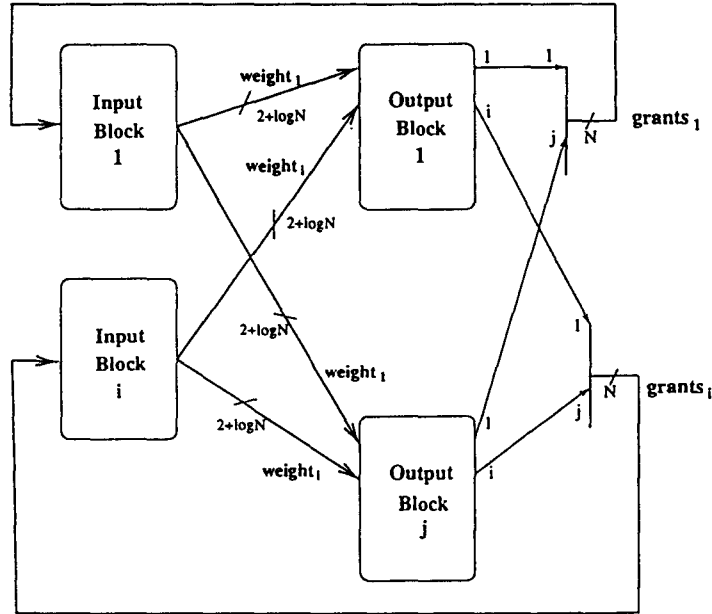 Input
Block
1
weight1
2+logN
weighti
2+logN
Output
Block
1
1
i
1
j
N
grants1
Input
Block
i
2+logN
weight1
2+logN
weighti
Output
Block
j
1
i
1
j
N
grantsi